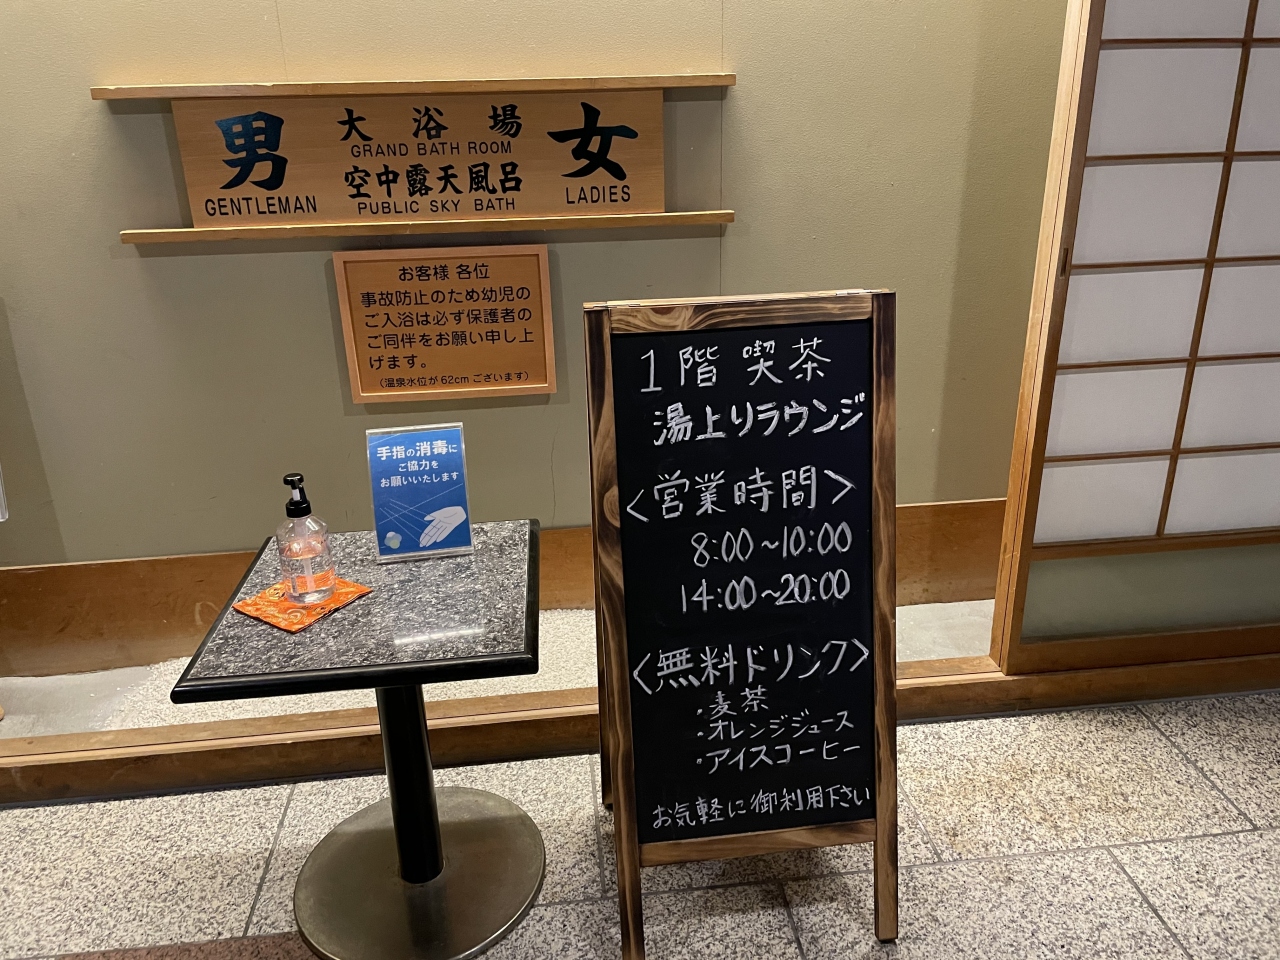 男
GENTLEMAN
大浴場
GRAND BATH ROOM
空中露天風呂
PUBLIC SKY BATH
女
LADIES
お客様 各位
事故防止のため幼児の
ご入浴は必ず保護者の
ご同伴をお願い申し上
げます。
（温泉水位が62cmございます）
手指の消毒に
ご協力を
お願いいたします
1階 喫茶
湯上りラウンジ
<営業時間>
8:00~10:00
14:00~20:00
<無料ドリンク>
・麦茶
・オレンジジュース
・アイスコーヒー
お気軽に御利用下さい